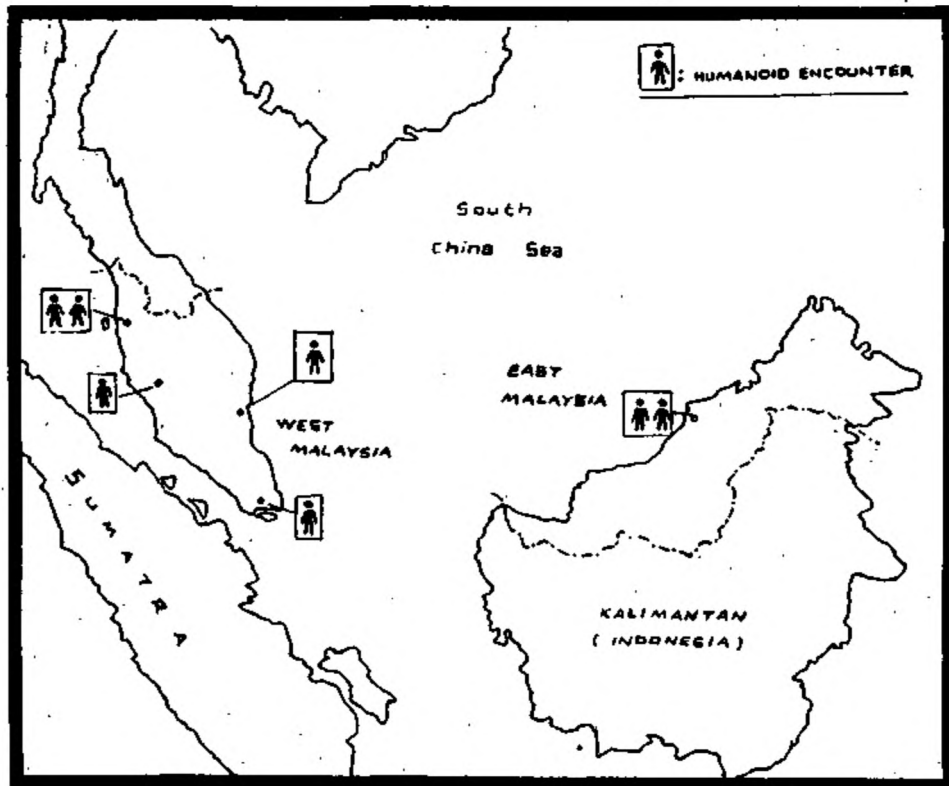 : HUMANOID ENCOUNTER
South
China Sea
EAST
MALAYSIA
WEST
MALAYSIA
SUMATRA
KALIMANTAN
( INDONESIA )